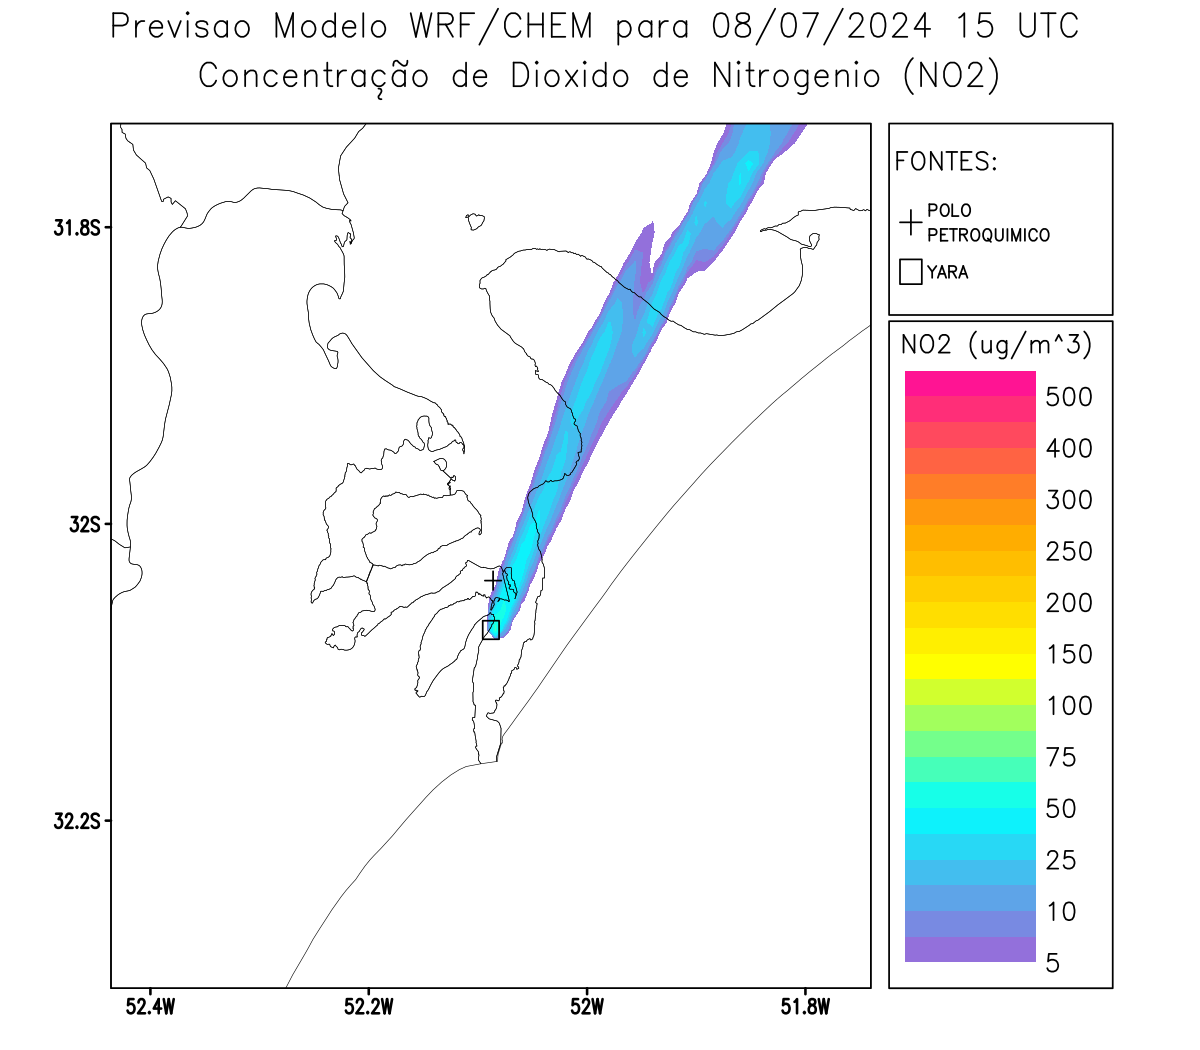 Previsao Modelo WRF/CHEM para 08/07/2024 15 UTC
Concentração de Dioxido de Nitrogenio (NO2)
FONTES:
POLO
PETROQUIMICO
YARA
31.8S
32S
32.2S
52.4W
52.2W
52W
51.8W
NO2 (ug/m^3)
500
400
300
250
200
150
100
75
50
25
10
5